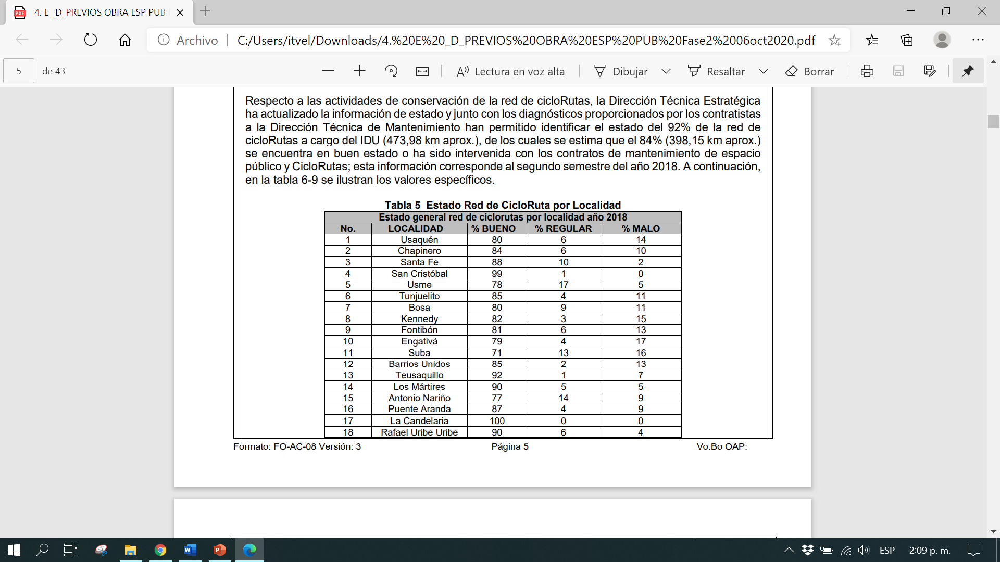 4. E _D_PREVIOS OBRA ESP PUB
Archivo
C:/Users/itvel/Downloads/4.%20E%20_D_PREVIOS%20OBRA%20ESP%20PUB%20Fase2%2006oct2020.pdf
5 de 43
Lectura en voz alta
Dibujar
Resaltar
Borrar
Respecto a las actividades de conservación de la red de cicloRutas, la Dirección Técnica Estratégica
ha actualizado la información de estado y junto con los diagnósticos proporcionados por los contratistas
a la Dirección Técnica de Mantenimiento han permitido identificar el estado del 92% de la red de
cicloRutas a cargo del IDU (473,98 km aprox.), de los cuales se estima que el 84% (398,15 km aprox.)
se encuentra en buen estado o ha sido intervenida con los contratos de mantenimiento de espacio
público y CicloRutas; esta información corresponde al segundo semestre del año 2018. A continuación,
en la tabla 6-9 se ilustran los valores específicos.
Tabla 5 Estado Red de CicloRuta por Localidad
Estado general red de ciclorutas por localidad año 2018
No. LOCALIDAD % BUENO % REGULAR % MALO
1 Usaquén 80 6 14
2 Chapinero 84 6 10
3 Santa Fe 88 10 2
4 San Cristóbal 99 1 0
5 Usme 78 17 5
6 Tunjuelito 85 4 11
7 Bosa 80 9 11
8 Kennedy 82 3 15
9 Fontibón 81 6 13
10 Engativá 79 4 17
11 Suba 71 13 16
12 Barrios Unidos 85 2 13
13 Teusaquillo 92 1 7
14 Los Mártires 90 5 5
15 Antonio Nariño 77 14 9
16 Puente Aranda 87 4 9
17 La Candelaria 100 0 0
18 Rafael Uribe Uribe 90 6 4
Formato: FO-AC-08 Versión: 3 Página 5 Vo.Bo OAP:
ESP 2:09 p. m.